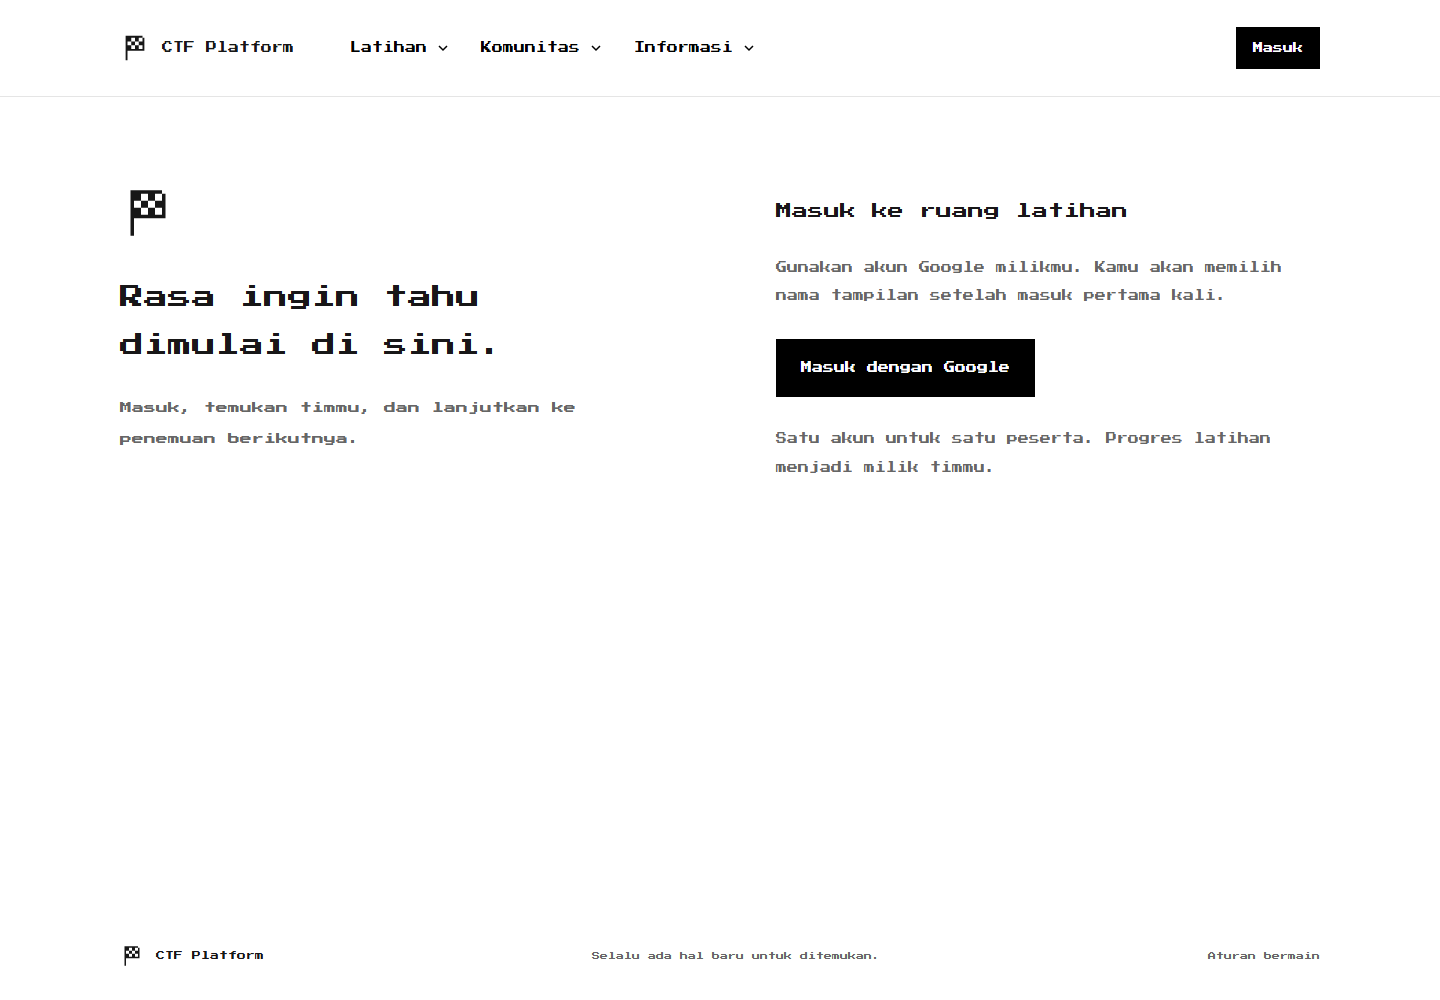 CTF Platform
Latihan
Komunitas
Informasi
Masuk
Rasa ingin tahu
dimulai di sini.
Masuk, temukan timmu, dan lanjutkan ke
penemuan berikutnya.
Masuk ke ruang latihan
Gunakan akun Google milikmu. Kamu akan memilih
nama tampilan setelah masuk pertama kali.
Masuk dengan Google
Satu akun untuk satu peserta. Progres latihan
menjadi milik timmu.
CTF Platform
Selalu ada hal baru untuk ditemukan.
Aturan bermain